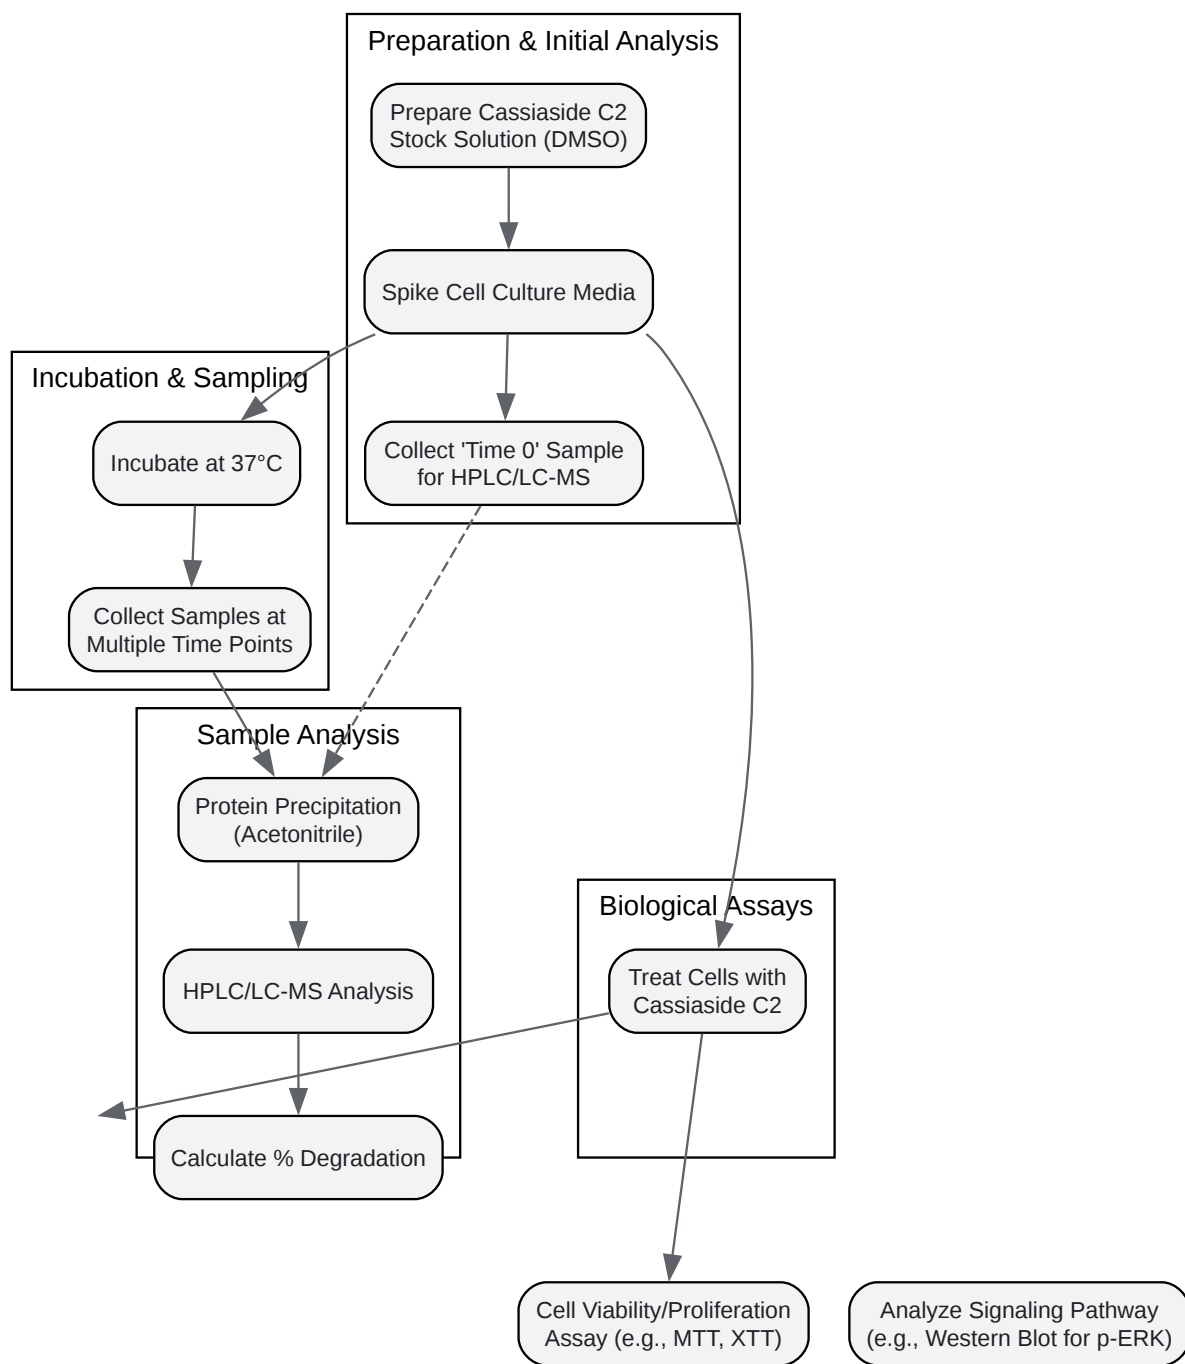 Preparation & Initial Analysis
Prepare Cassiaside C2
Stock Solution (DMSO)
Spike Cell Culture Media
Collect 'Time 0' Sample
for HPLC/LC-MS
Incubation & Sampling
Incubate at 37°C
Collect Samples at
Multiple Time Points
Sample Analysis
Protein Precipitation
(Acetonitrile)
HPLC/LC-MS Analysis
Calculate % Degradation
Biological Assays
Treat Cells with
Cassiaside C2
Cell Viability/Proliferation
Assay (e.g., MTT, XTT)
Analyze Signaling Pathway
(e.g., Western Blot for p-ERK)